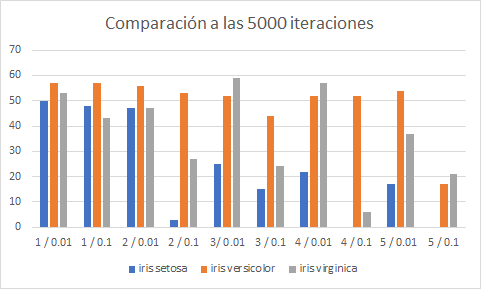 Comparación a las 5000 iteraciones
70
60
50
40
30
20
10
0
1 / 0.01 1 / 0.1 2 / 0.01 2 / 0.1 3/ 0.01 3 / 0.1 4 / 0.01 4 / 0.1 5 / 0.01 5 / 0.1
iris setosa iris versicolor iris virginica